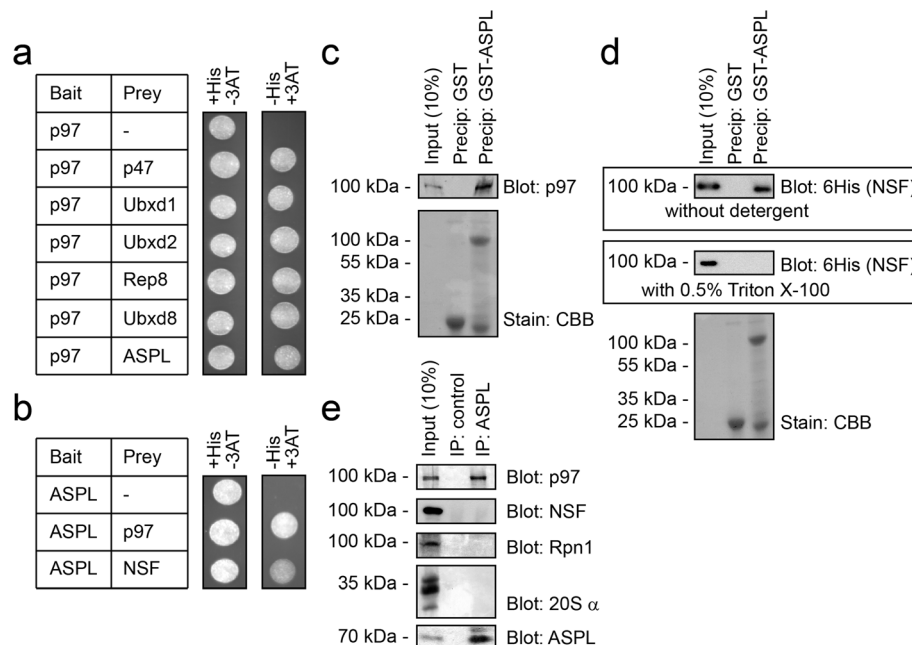 a
+His
-3AT
-His
+3AT
Bait Prey
p97 -
p97 p47
p97 Ubxd1
p97 Ubxd2
p97 Rep8
p97 Ubxd8
p97 ASPL
b
+His
-3AT
-His
+3AT
Bait Prey
ASPL -
ASPL p97
ASPL NSF
c
Input (10%)
Precip: GST
Precip: GST-ASPL
100 kDa - Blot: p97
100 kDa -
55 kDa -
35 kDa -
25 kDa - Stain: CBB
d
Input (10%)
Precip: GST
Precip: GST-ASPL
100 kDa - Blot: 6His (NSF)
without detergent
100 kDa - Blot: 6His (NSF)
with 0.5% Triton X-100
100 kDa -
55 kDa -
35 kDa -
25 kDa - Stain: CBB
e
Input (10%)
IP: control
IP: ASPL
100 kDa - Blot: p97
100 kDa - Blot: NSF
100 kDa - Blot: Rpn1
35 kDa -
Blot: 20S α
70 kDa - Blot: ASPL